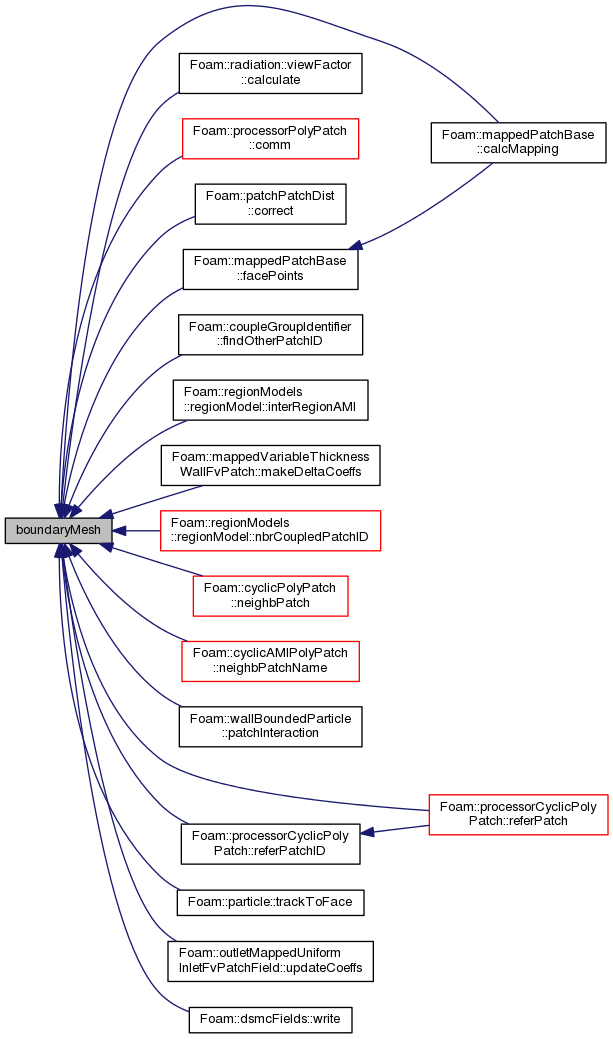 Foam::radiation::viewFactor
::calculate
Foam::processorPolyPatch
::comm
Foam::mappedPatchBase
::calcMapping
Foam::patchPatchDist
::correct
Foam::mappedPatchBase
::facePoints
Foam::coupleGroupIdentifier
::findOtherPatchID
Foam::regionModels
::regionModel::interRegionAMI
Foam::mappedVariableThickness
WallFvPatch::makeDeltaCoeffs
boundaryMesh
Foam::regionModels
::regionModel::nbrCoupledPatchID
Foam::cyclicPolyPatch
::neighbPatch
Foam::cyclicAMIPolyPatch
::neighbPatchName
Foam::wallBoundedParticle
::patchInteraction
Foam::processorCyclicPoly
Patch::referPatch
Foam::processorCyclicPoly
Patch::referPatchID
Foam::particle::trackToFace
Foam::outletMappedUniform
InletFvPatchField::updateCoeffs
Foam::dsmcFields::write